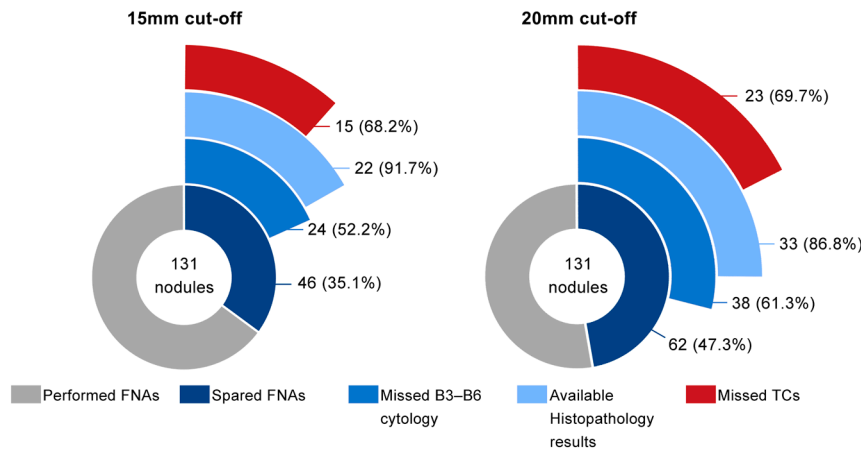 15mm cut-off
15 (68.2%)
22 (91.7%)
24 (52.2%)
46 (35.1%)
131
nodules
20mm cut-off
23 (69.7%)
33 (86.8%)
38 (61.3%)
62 (47.3%)
131
nodules
Performed FNAs
Spared FNAs
Missed B3–B6
cytology
Available
Histopathology
results
Missed TCs